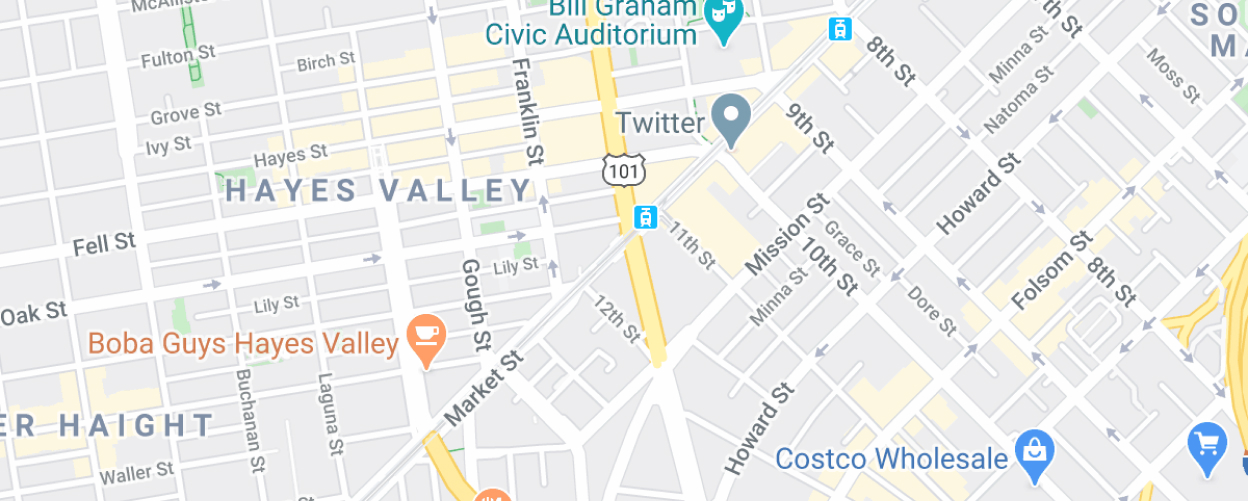 McAllist
Bill Graham
Civic Auditorium
SO
MA
Fulton St
Birch St
8th St
Minna St
Moss St
Natoma St
Franklin St
Grove St
Twitter
9th St
Ivy St
Hayes St
101
HAYES VALLEY
Howard St
Fell St
11th St
Mission St
Grace St
10th St
Lily St
Folsom St
8th St
Minna St
Dore St
Oak St
Lily St
Gough St
12th St
Boba Guys Hayes Valley
Market St
Buchanan St
Laguna St
Howard St
ER HAIGHT
Waller St
Costco Wholesale